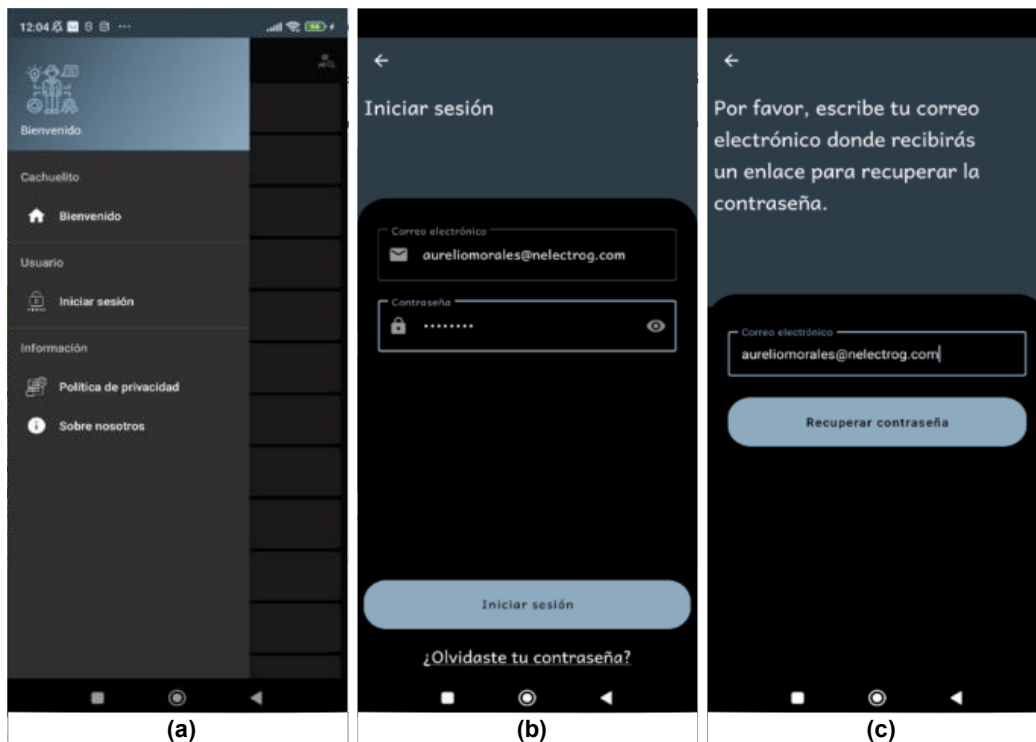 12:04
Bienvenido
Cachuelito
Bienvenido
Usuario
Iniciar sesión
Información
Política de privacidad
Sobre nosotros
(a)
Iniciar sesión
Correo electrónico
aureliomorales@nelectrog.com
Contraseña
........
Iniciar sesión
¿Olvidaste tu contraseña?
(b)
Por favor, escribe tu correo
electrónico donde recibirás
un enlace para recuperar la
contraseña.
Correo electrónico
aureliomorales@nelectrog.com
Recuperar contraseña
(c)